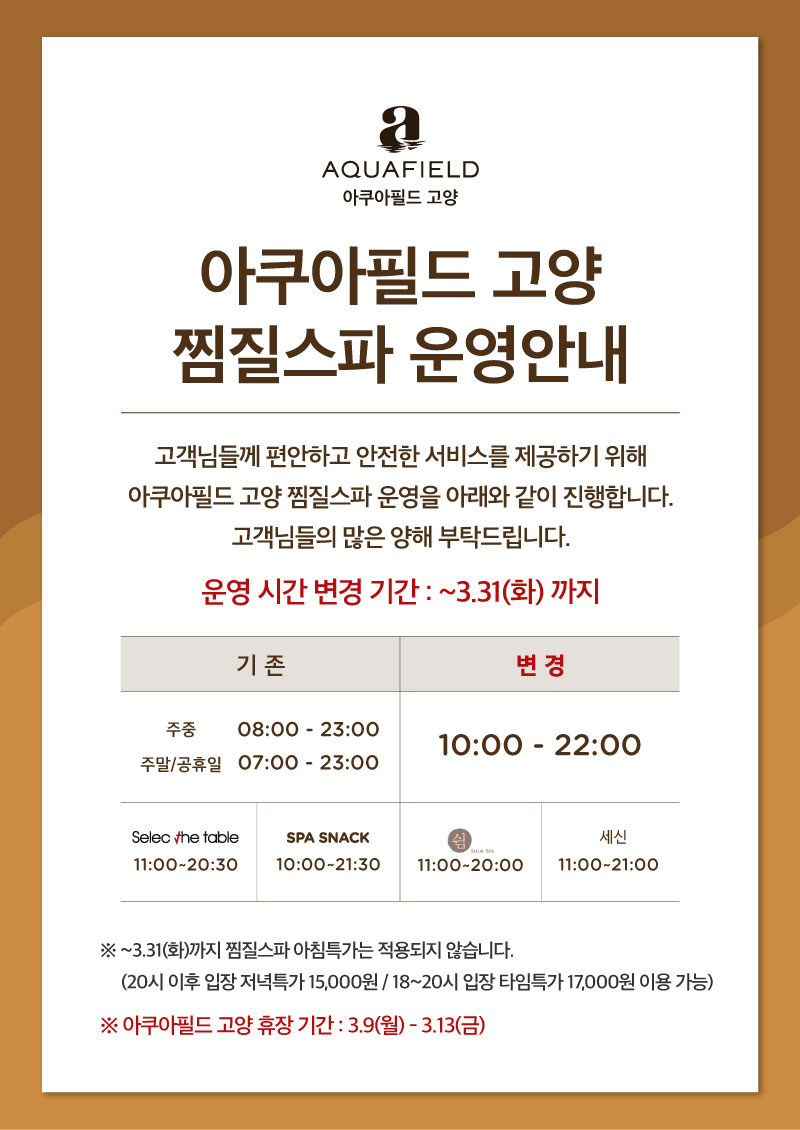 a
AQUAFIELD
아쿠아필드 고양
아쿠아필드 고양
찜질스파 운영안내
고객님들께 편안하고 안전한 서비스를 제공하기 위해
아쿠아필드 고양 찜질스파 운영을 아래와 같이 진행합니다.
고객님들의 많은 양해 부탁드립니다.
운영 시간 변경 기간 : ~3.31(화) 까지
기 존 변 경
주중 08:00 - 23:00
주말/공휴일 07:00 - 23:00
10:00 - 22:00
Selec the table SPA SNACK 쉼 SHIM SPA 세신
11:00~20:30 10:00~21:30 11:00~20:00 11:00~21:00
※ ~3.31(화)까지 찜질스파 아침특가는 적용되지 않습니다.
(20시 이후 입장 저녁특가 15,000원 / 18~20시 입장 타임특가 17,000원 이용 가능)
※ 아쿠아필드 고양 휴장 기간 : 3.9(월) - 3.13(금)